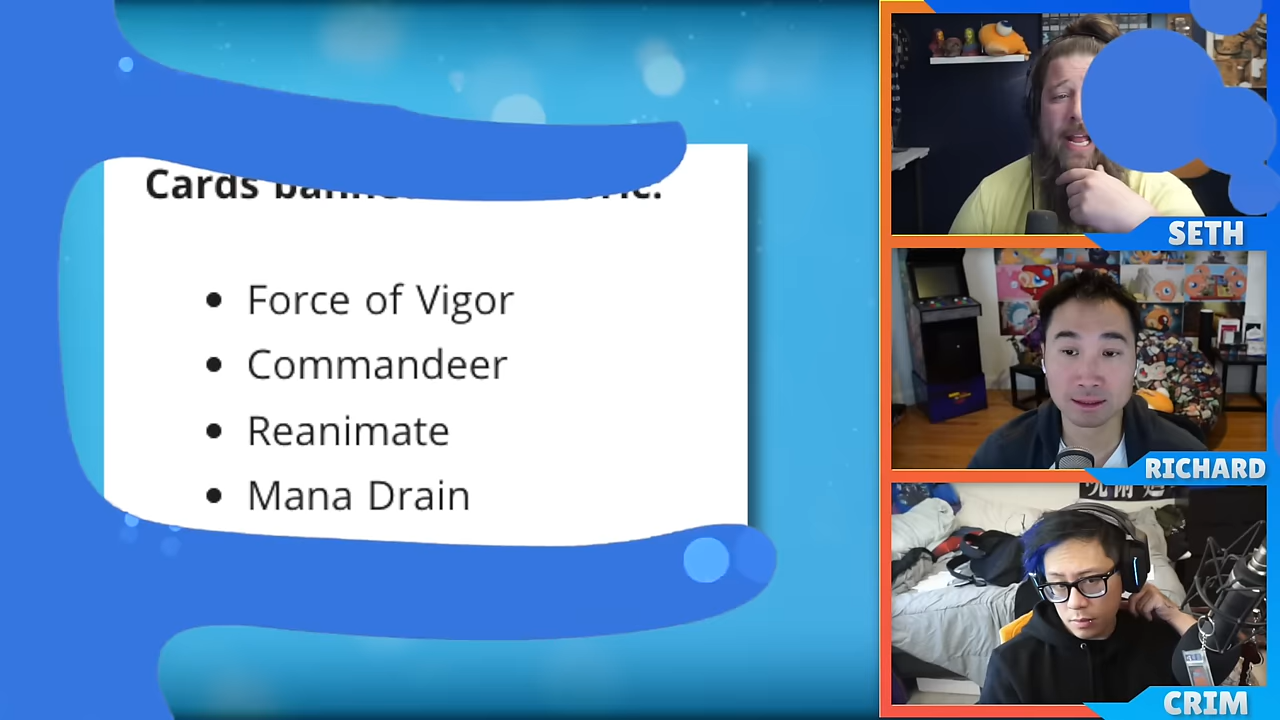 Cards
Force of Vigor
Commandeer
Reanimate
Mana Drain
SETH
RICHARD
CRIM